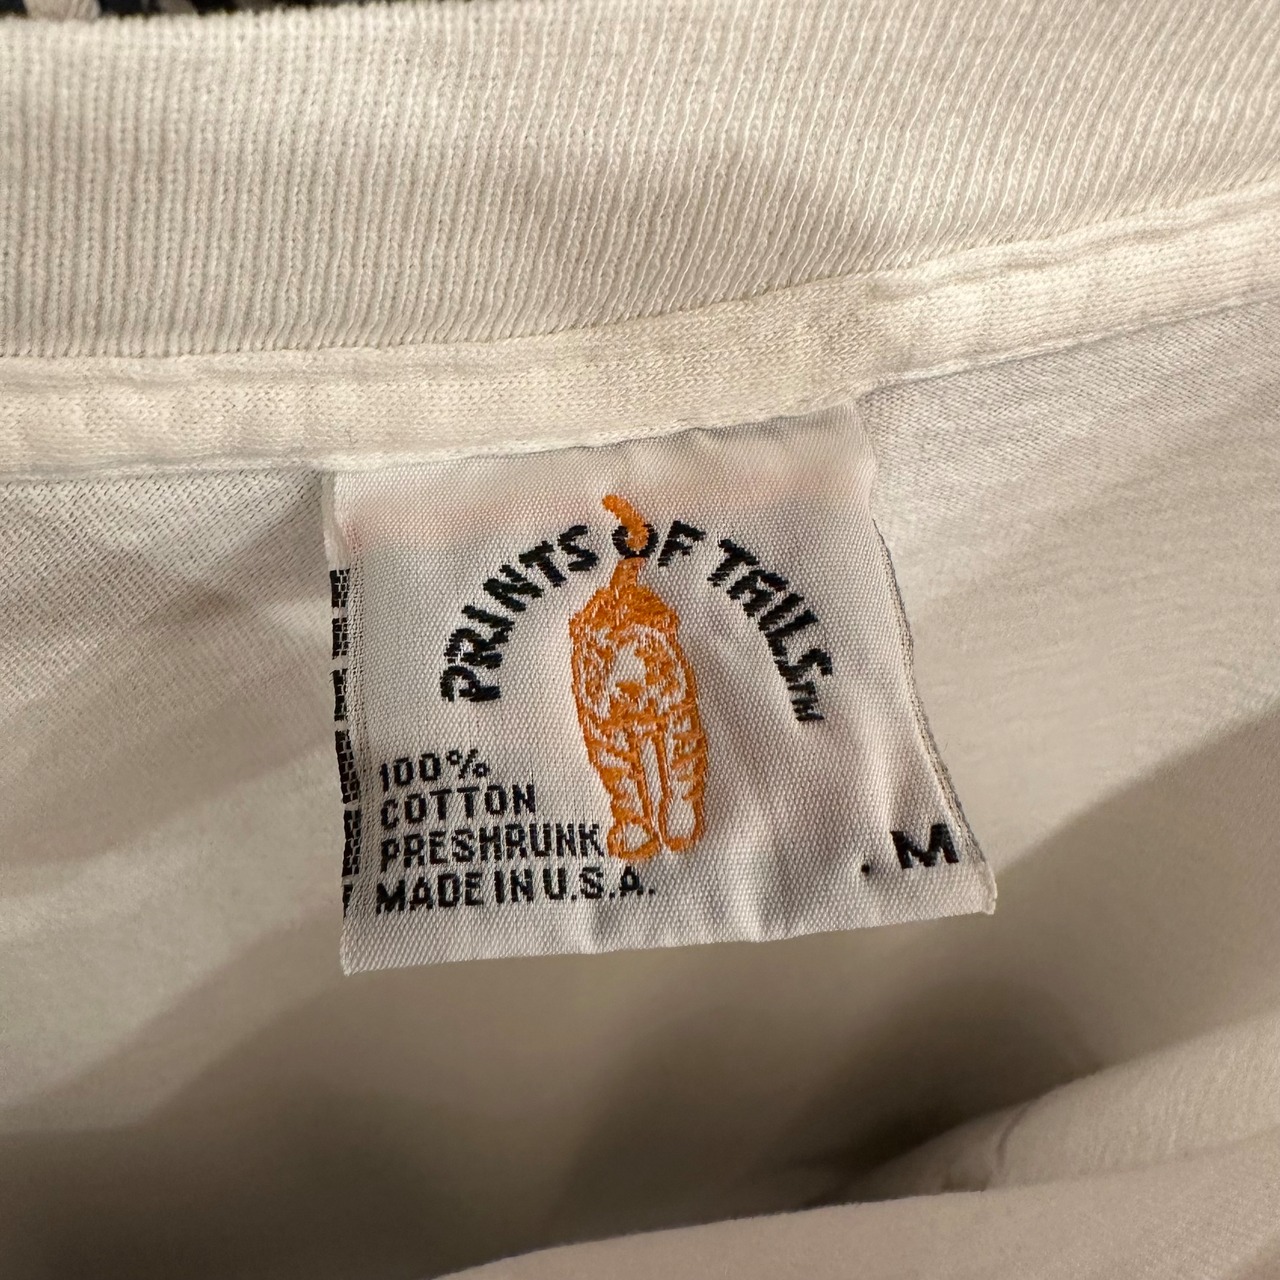 PRINTS OF TAILS™
100%
COTTON
PRESHRUNK
MADE IN U.S.A.
. M